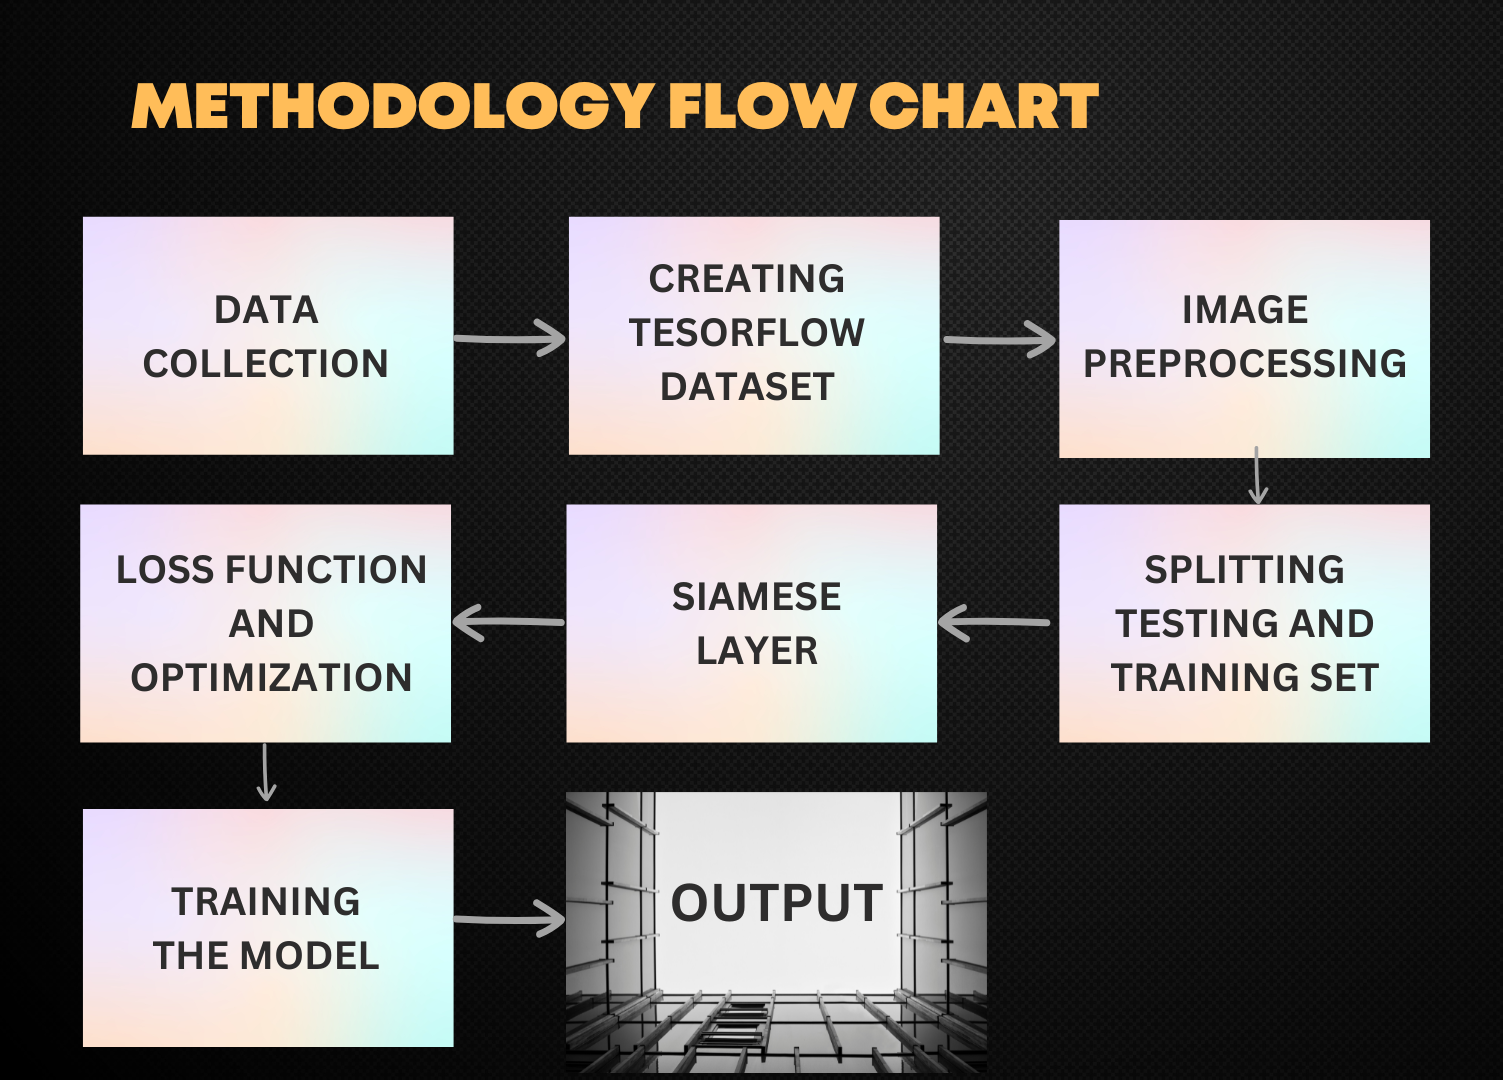 METHODOLOGY FLOW CHART
DATA
COLLECTION
CREATING
TESORFLOW
DATASET
IMAGE
PREPROCESSING
SPLITTING
TESTING AND
TRAINING SET
SIAMESE
LAYER
LOSS FUNCTION
AND
OPTIMIZATION
TRAINING
THE MODEL
OUTPUT